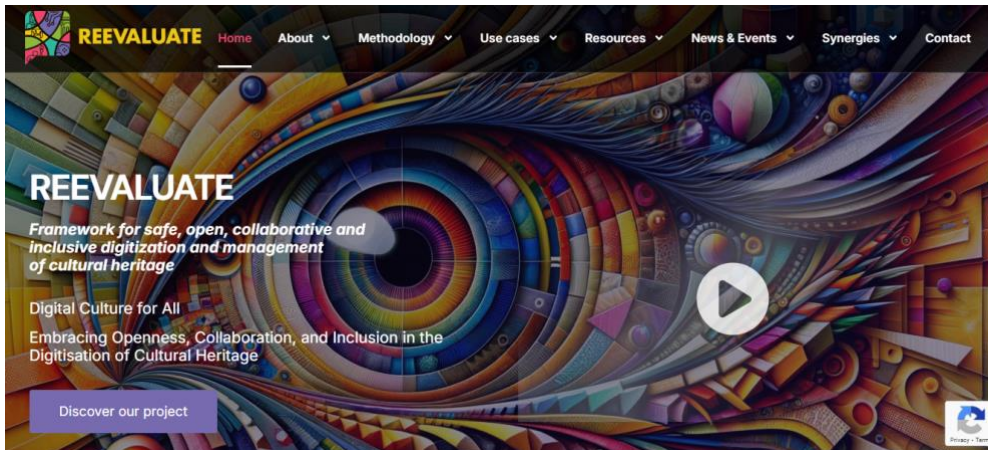 REEVALUATE
Home About Methodology Use cases Resources News & Events Synergies Contact
REEVALUATE
Framework for safe, open, collaborative and
inclusive digitization and management
of cultural heritage
Digital Culture for All
Embracing Openness, Collaboration, and Inclusion in the
Digitisation of Cultural Heritage
Discover our project
Privacy - Term